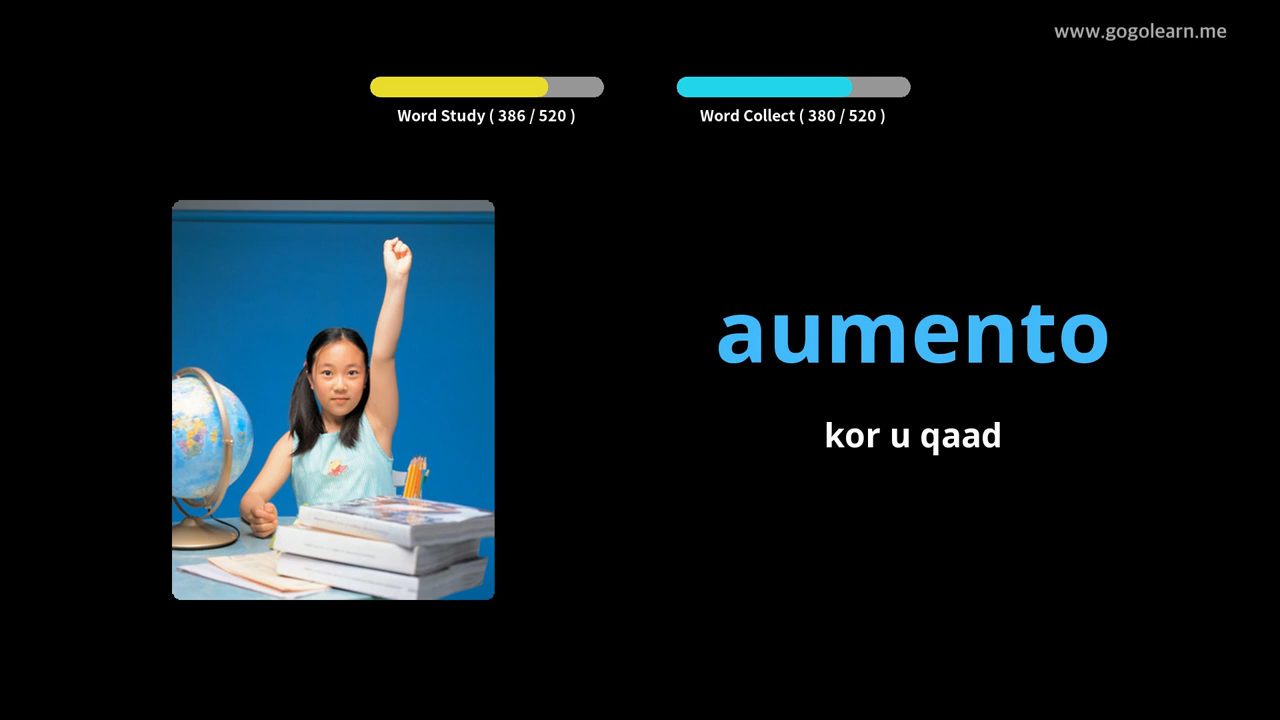 www.gogolearn.me
Word Study ( 386 / 520 )
Word Collect ( 380 / 520 )
aumento
kor u qaad